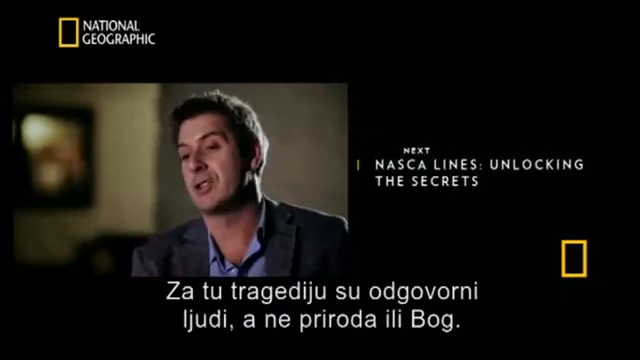 NATIONAL
GEOGRAPHIC
NEXT
NASCA LINES: UNLOCKING
THE SECRETS
Za tu tragediju su odgovorni
ljudi, a ne priroda ili Bog.